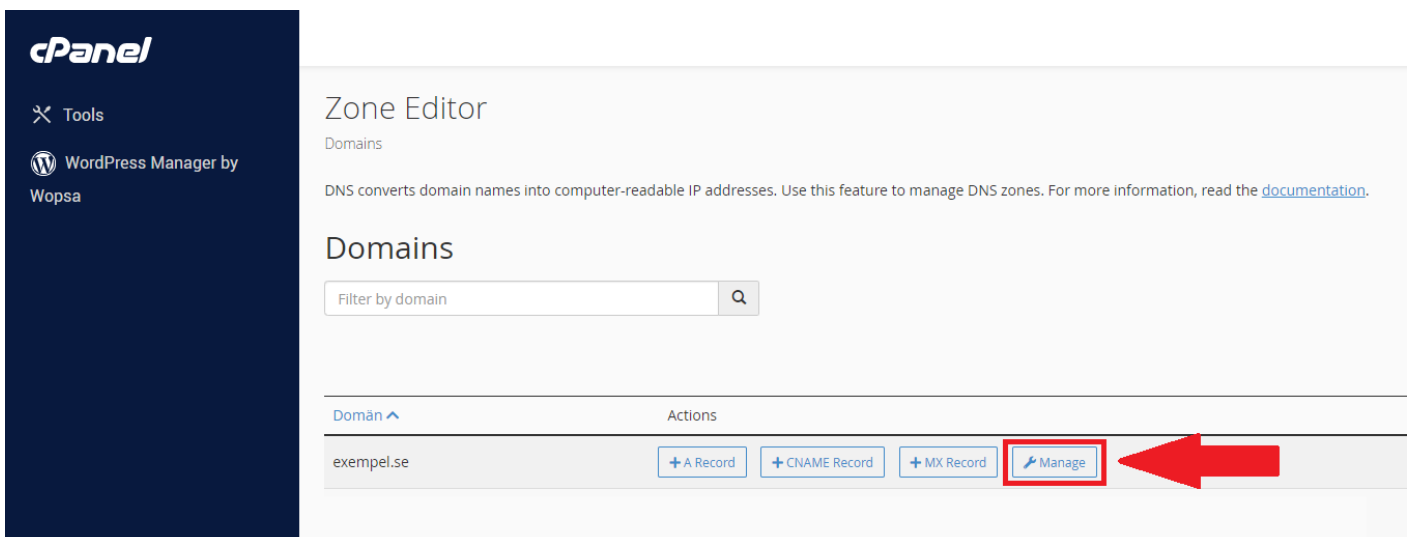 cPanel
Tools
WordPress Manager by
Wopsa
Zone Editor
Domains
DNS converts domain names into computer-readable IP addresses. Use this feature to manage DNS zones. For more information, read the documentation.
Domains
Filter by domain
Domän Actions
exempel.se + A Record + CNAME Record + MX Record Manage